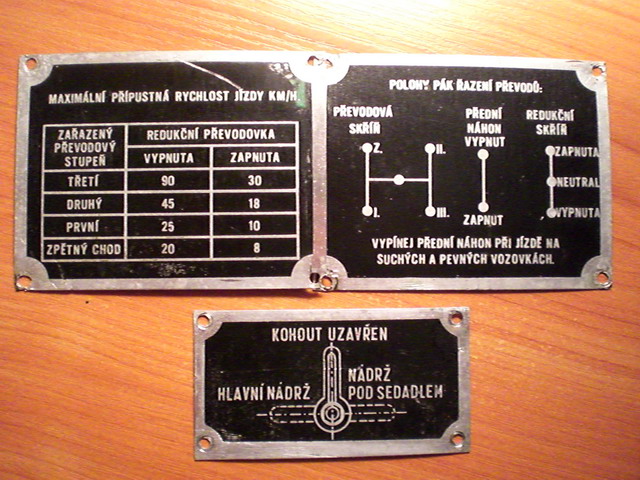 MAXIMÁLNÍ PŘÍPUSTNÁ RYCHLOST JÍZDY KM/H
ZAŘAZENÝ PŘEVODOVÝ STUPEŇ
REDUKČNÍ PŘEVODOVKA
VYPNUTA ZAPNUTA
TŘETÍ 90 30
DRUHÝ 45 18
PRVNÍ 25 10
ZPĚTNÝ CHOD 20 8
POLOHY PÁK ŘAZENÍ PŘEVODŮ:
PŘEVODOVÁ SKŘÍŇ
PŘEDNÍ NÁHON VYPNUT
REDUKČNÍ SKŘÍŇ
Z. II. ZAPNUTA
NEUTRAL
I. III. ZAPNUT VYPNUTA
VYPÍNEJ PŘEDNÍ NÁHON PŘI JÍZDĚ NA
SUCHÝCH A PEVNÝCH VOZOVKÁCH.
KOHOUT UZAVŘEN
HLAVNÍ NÁDRŽ
NÁDRŽ
POD SEDADLEM